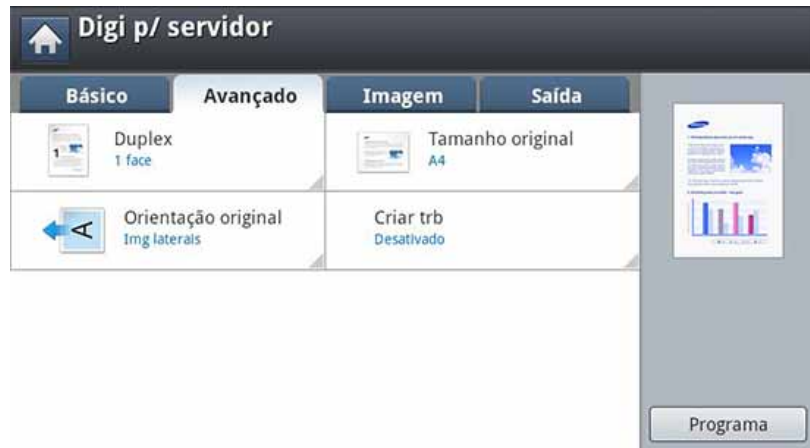 Digi p/ servidor
Básico
Avançado
Imagem
Saída
Duplex
1 face
Tamanho original
A4
Orientação original
Img laterais
Criar trb
Desativado
Programa